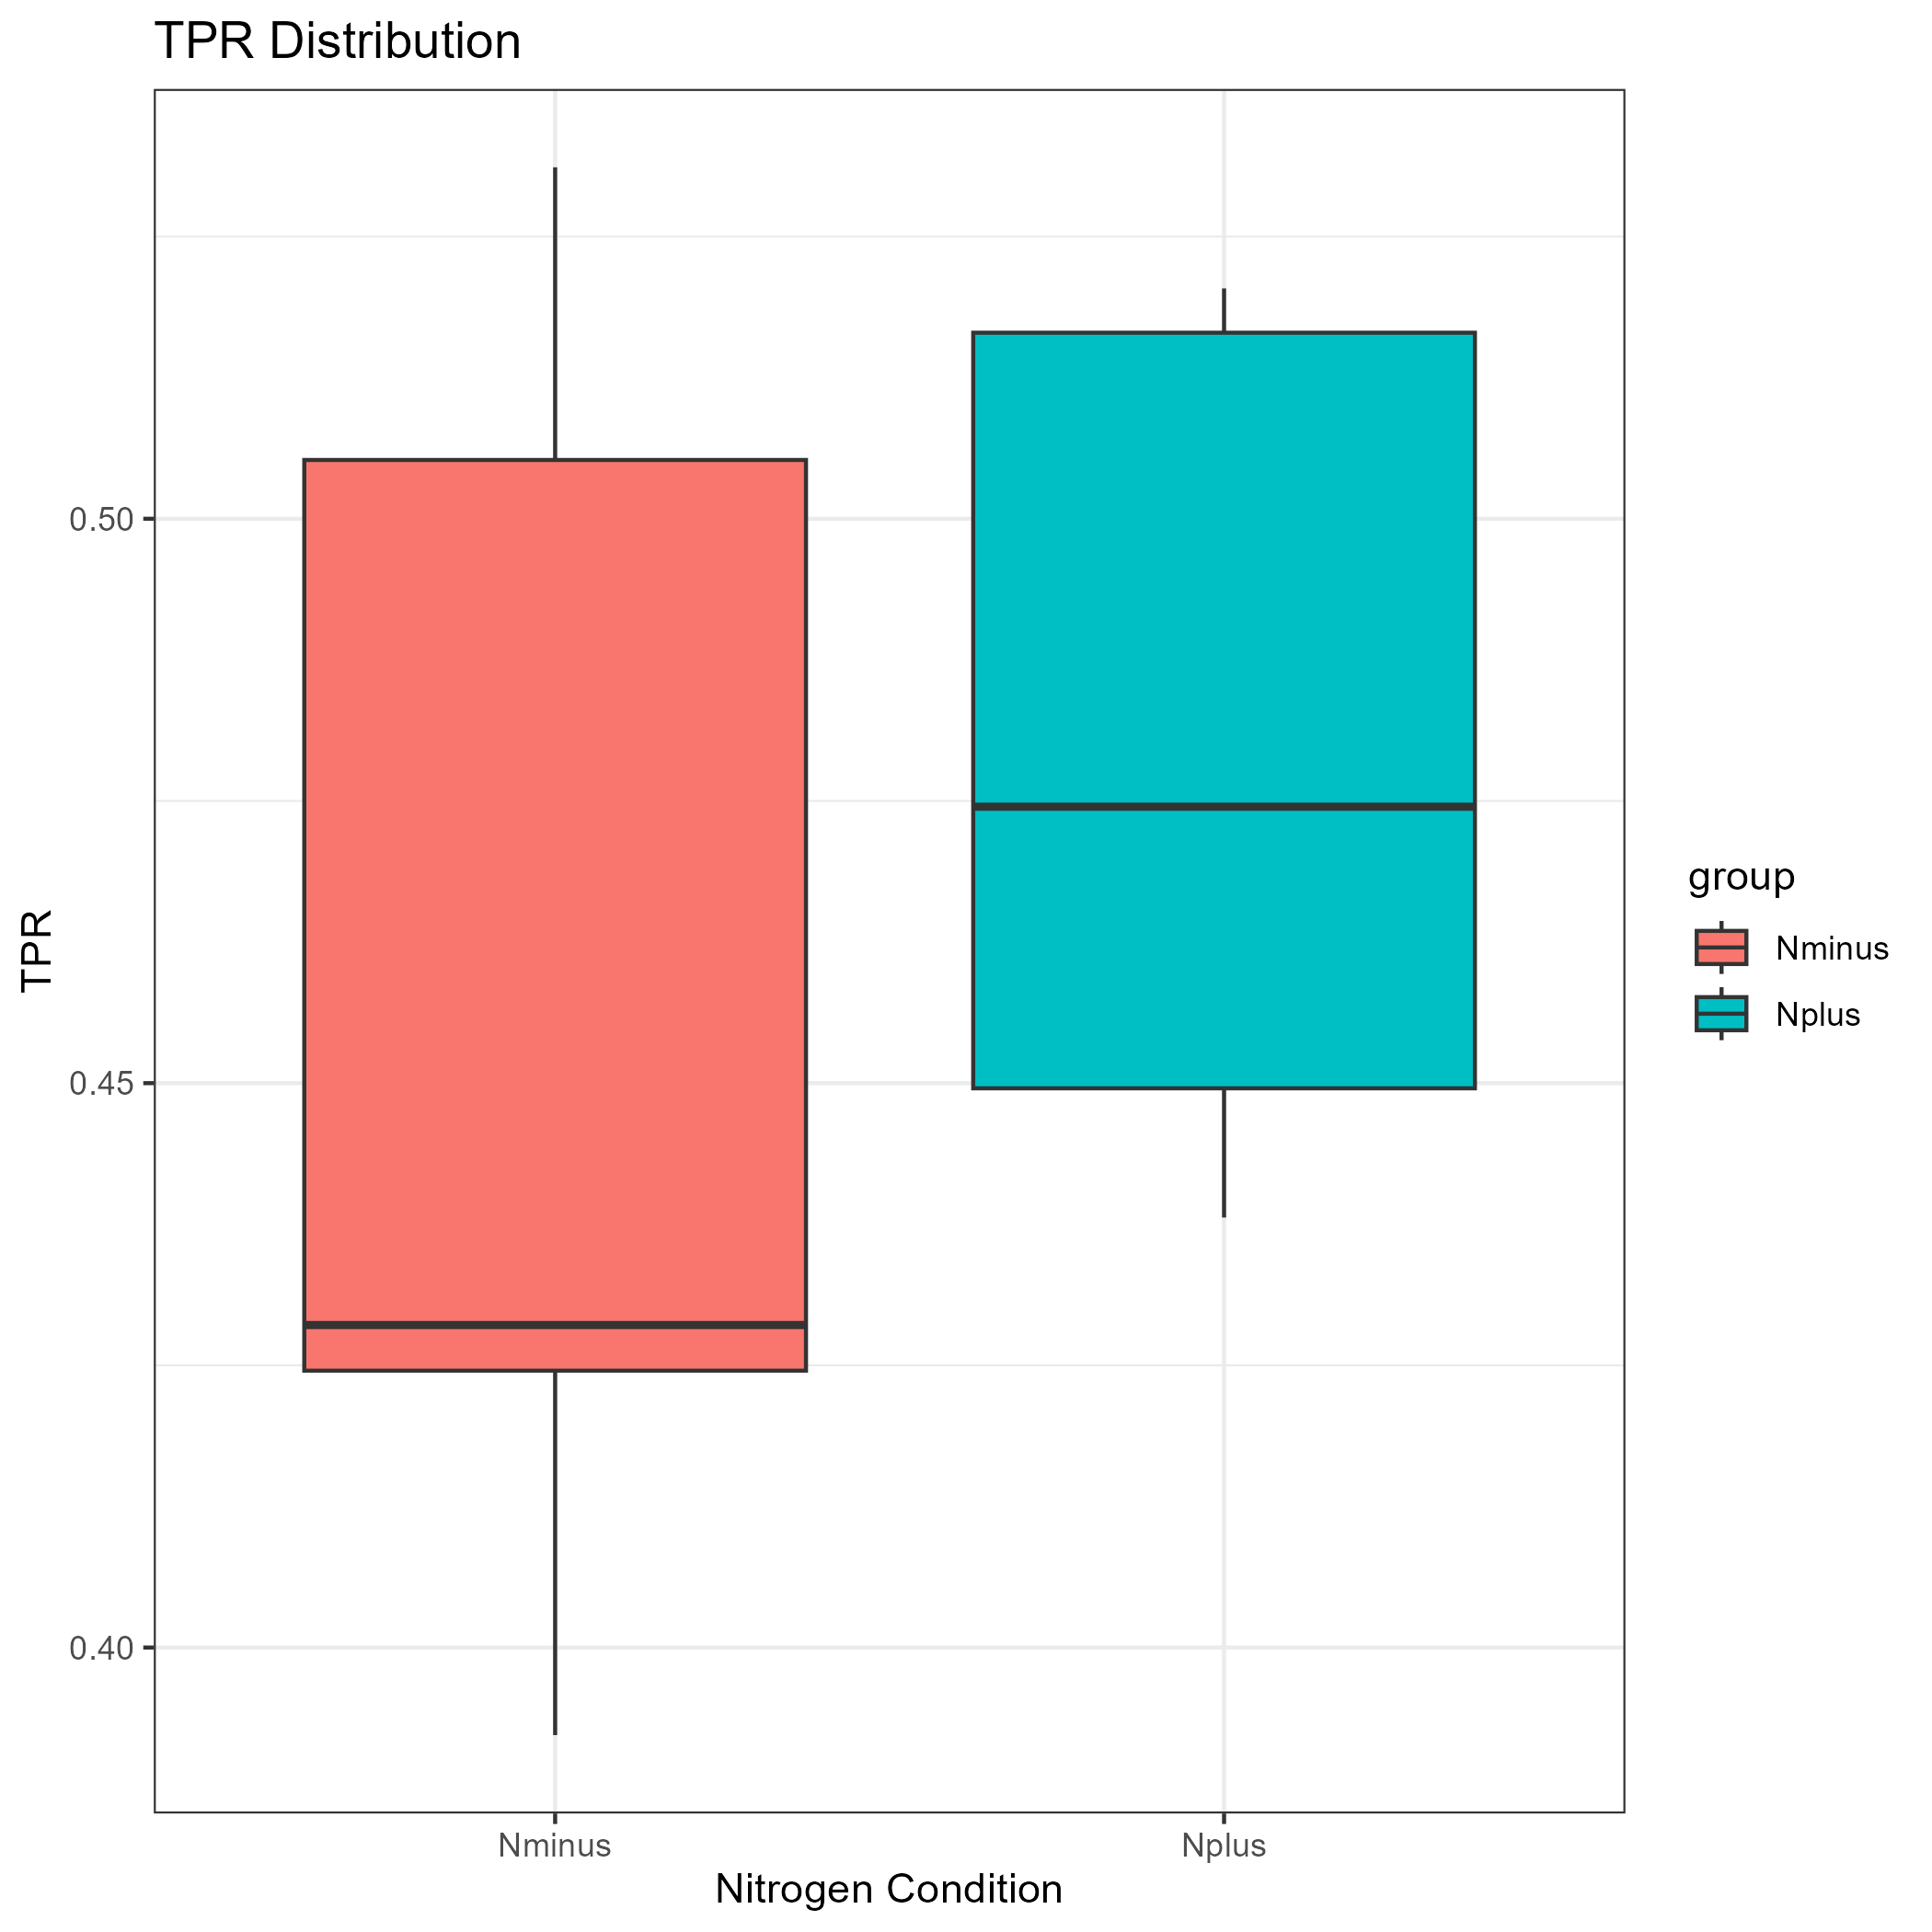 TPR Distribution
TPR
0.50
0.45
0.40
Nminus
Nplus
Nitrogen Condition
group
Nminus
Nplus